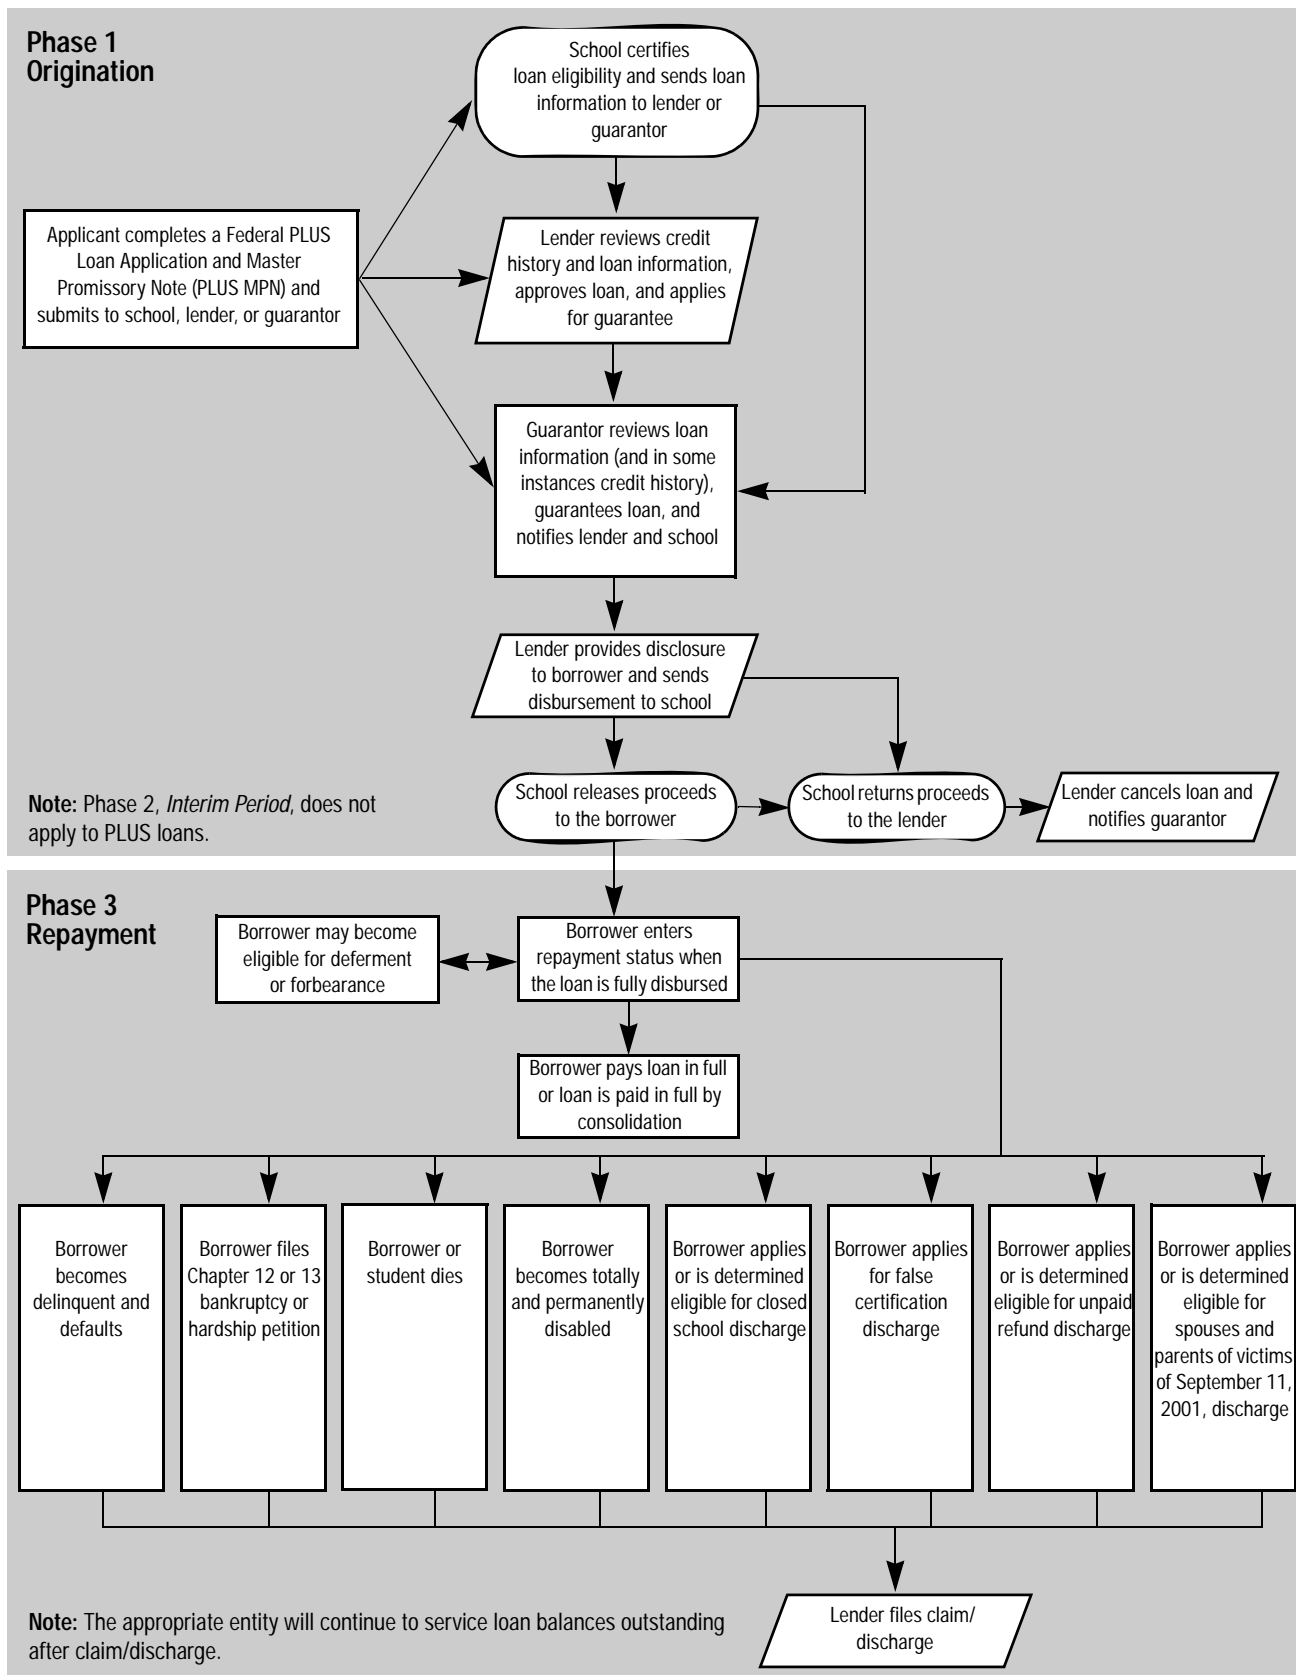 Phase 1
Origination
School certifies
loan eligibility and sends loan
information to lender or
guarantor
Applicant completes a Federal PLUS
Loan Application and Master
Promissory Note (PLUS MPN) and
submits to school, lender, or guarantor
Lender reviews credit
history and loan information,
approves loan, and applies
for guarantee
Guarantor reviews loan
information (and in some
instances credit history),
guarantees loan, and
notifies lender and school
Lender provides disclosure
to borrower and sends
disbursement to school
School releases proceeds
to the borrower
School returns proceeds
to the lender
Lender cancels loan and
notifies guarantor
Note: Phase 2, Interim Period, does not
apply to PLUS loans.
Phase 3
Repayment
Borrower may become
eligible for deferment
or forbearance
Borrower enters
repayment status when
the loan is fully disbursed
Borrower pays loan in full
or loan is paid in full by
consolidation
Borrower
becomes
delinquent and
defaults
Borrower files
Chapter 12 or 13
bankruptcy or
hardship petition
Borrower or
student dies
Borrower
becomes totally
and permanently
disabled
Borrower applies
or is determined
eligible for closed
school discharge
Borrower applies
for false
certification
discharge
Borrower applies
or is determined
eligible for unpaid
refund discharge
Borrower applies
or is determined
eligible for
spouses and
parents of victims
of September 11,
2001, discharge
Lender files claim/
discharge
Note: The appropriate entity will continue to service loan balances outstanding
after claim/discharge.